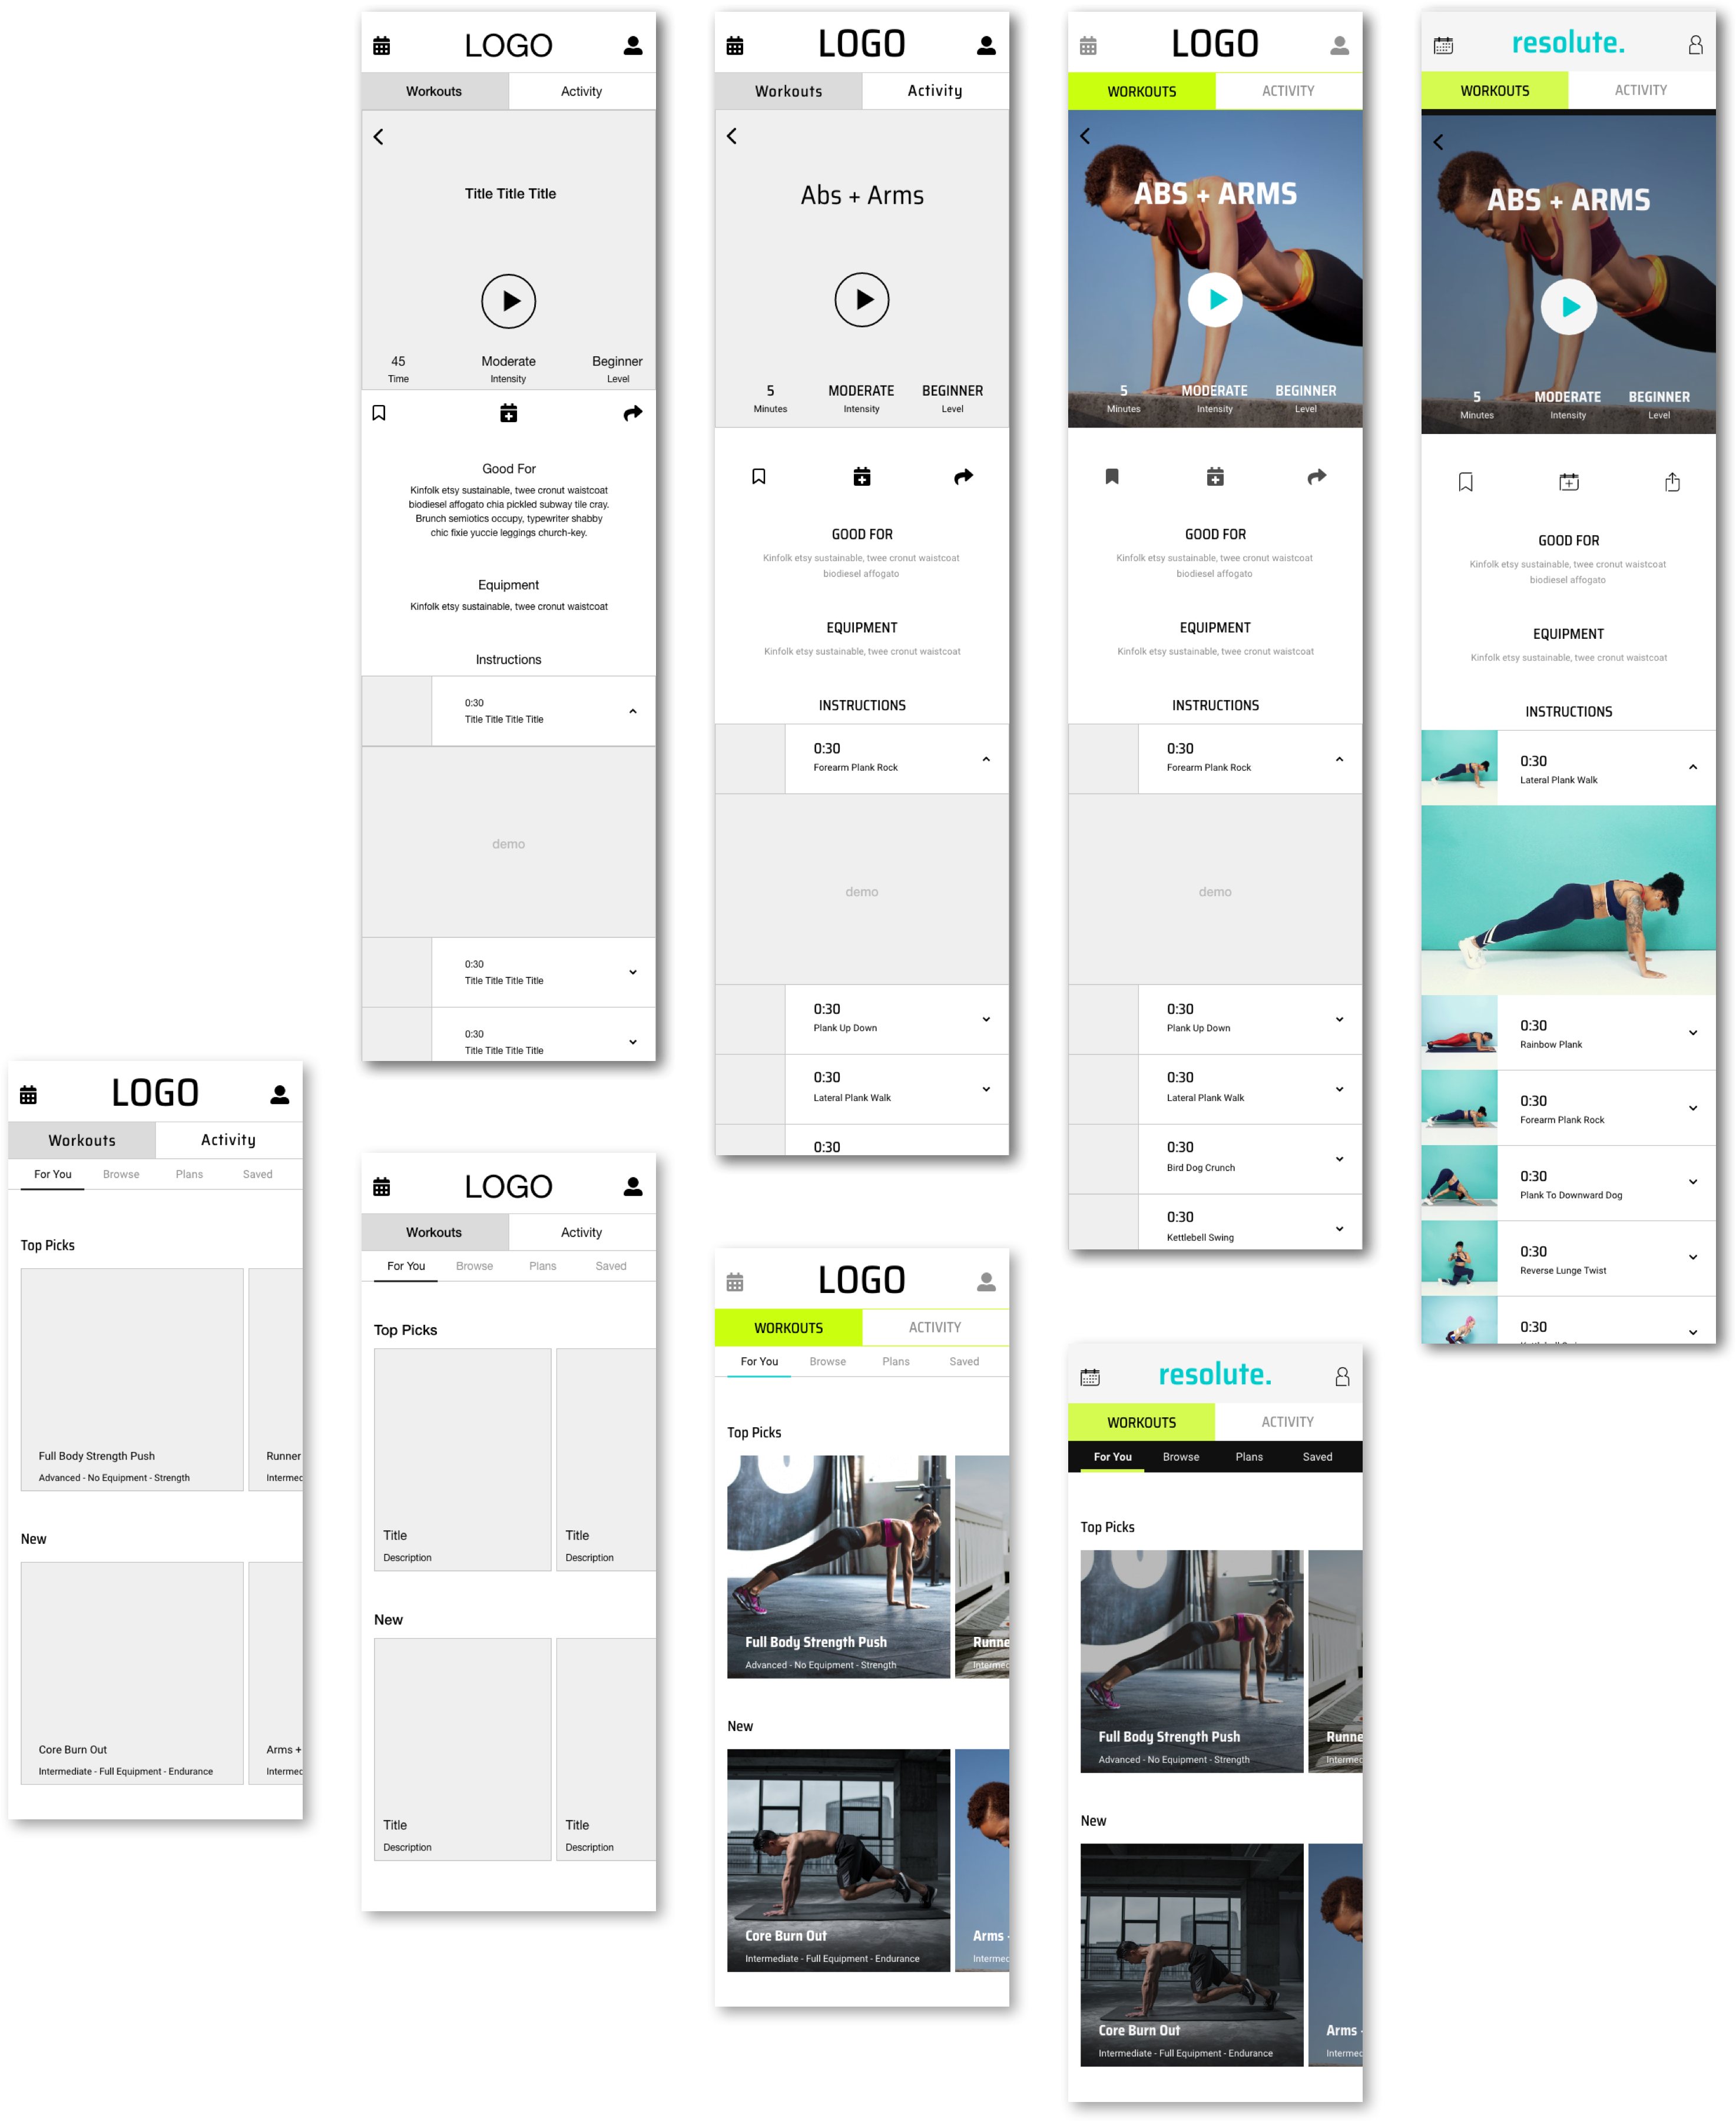 LOGO
Workouts Activity
Title Title Title
45 Moderate Beginner
Time Intensity Level
Good For
Kinfolk etsy sustainable, twee cronut waistcoat
biodiesel affogato chia pickled subway tile cray.
Brunch semiotics occupy, typewriter shabby
chic fixie yuccie leggings church-key.
Equipment
Kinfolk etsy sustainable, twee cronut waistcoat
Instructions
0:30
Title Title Title Title
demo
0:30
Title Title Title Title
0:30
Title Title Title Title
LOGO
Workouts Activity
Abs + Arms
5 MODERATE BEGINNER
Minutes Intensity Level
GOOD FOR
Kinfolk etsy sustainable, twee cronut waistcoat
biodiesel affogato
EQUIPMENT
Kinfolk etsy sustainable, twee cronut waistcoat
INSTRUCTIONS
0:30
Forearm Plank Rock
demo
0:30
Plank Up Down
0:30
Lateral Plank Walk
0:30
LOGO
WORKOUTS ACTIVITY
ABS + ARMS
5 MODERATE BEGINNER
Minutes Intensity Level
GOOD FOR
Kinfolk etsy sustainable, twee cronut waistcoat
biodiesel affogato
EQUIPMENT
Kinfolk etsy sustainable, twee cronut waistcoat
INSTRUCTIONS
0:30
Forearm Plank Rock
demo
0:30
Plank Up Down
0:30
Lateral Plank Walk
0:30
Bird Dog Crunch
0:30
Kettlebell Swing
resolute.
WORKOUTS ACTIVITY
ABS + ARMS
5 MODERATE BEGINNER
Minutes Intensity Level
GOOD FOR
Kinfolk etsy sustainable, twee cronut waistcoat
biodiesel affogato
EQUIPMENT
Kinfolk etsy sustainable, twee cronut waistcoat
INSTRUCTIONS
0:30
Lateral Plank Walk
0:30
Rainbow Plank
0:30
Forearm Plank Rock
0:30
Plank To Downward Dog
0:30
Reverse Lunge Twist
0:30
LOGO
Workouts Activity
For You Browse Plans Saved
Top Picks
Full Body Strength Push Runner
Advanced - No Equipment - Strength Intermec
New
Core Burn Out Arms +
Intermediate - Full Equipment - Endurance Intermec
LOGO
Workouts Activity
For You Browse Plans Saved
Top Picks
Title Title
Description Description
New
Title Title
Description Description
LOGO
WORKOUTS ACTIVITY
For You Browse Plans Saved
Top Picks
Full Body Strength Push Runne
Advanced - No Equipment - Strength Intermec
New
Core Burn Out Arms
Intermediate - Full Equipment - Endurance Intermec
resolute.
WORKOUTS ACTIVITY
For You Browse Plans Saved
Top Picks
Full Body Strength Push Runne
Advanced - No Equipment - Strength Intermec
New
Core Burn Out Arms
Intermediate - Full Equipment - Endurance Intermec